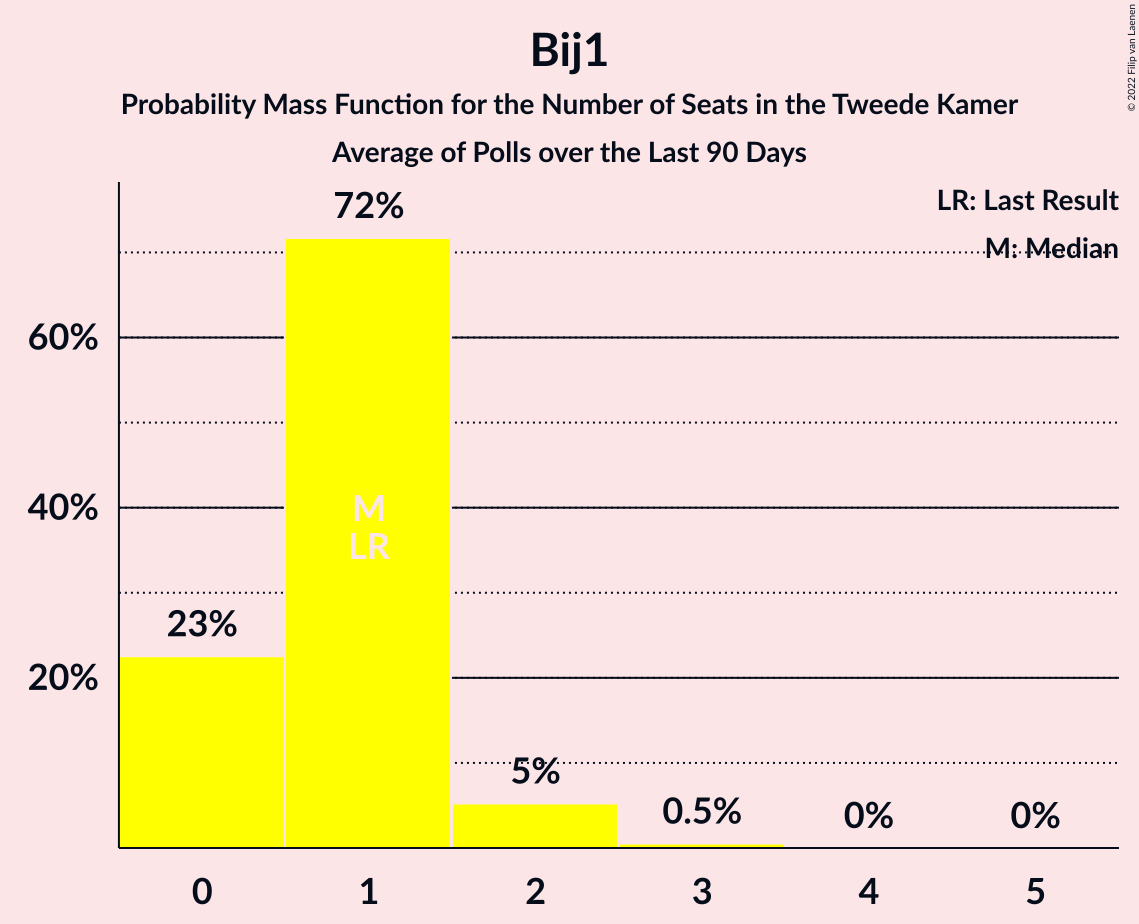 Bij1
Probability Mass Function for the Number of Seats in the Tweede Kamer
Average of Polls over the Last 90 Days
© 2022 Filip van Laenen
LR: Last Result
M: Median
72%
60%
40%
20%
M
LR
23%
5%
0.5%
0%
0%
0 1 2 3 4 5